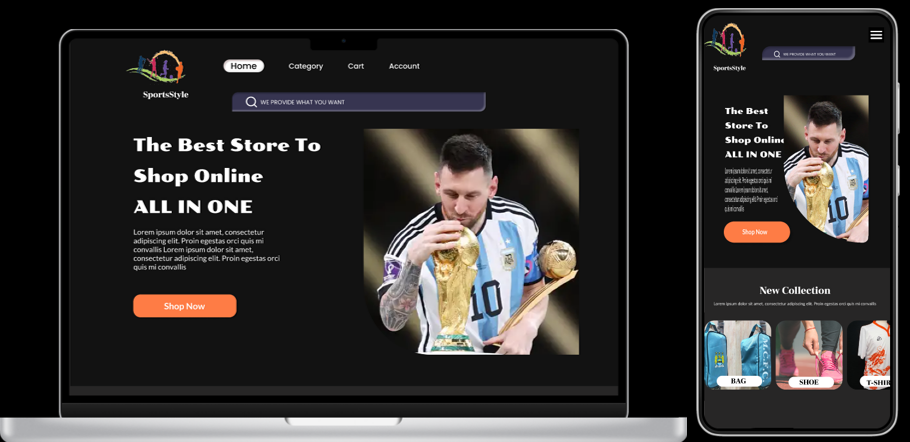 Home
Category
Cart
Account
SportsStyle
WE PROVIDE WHAT YOU WANT
The Best Store To
Shop Online
ALL IN ONE
Lorem ipsum dolor sit amet, consectetur
adipiscing elit. Proin egestas orci quis mi
convallis Lorem ipsum dolor sit amet,
consectetur adipiscing elit. Proin egestas orci
quis mi convallis
Shop Now
10
SportsStyle
WE PROVIDE WHAT YOU WANT
The Best
Store To
Shop Online
ALL IN ONE
Lorem ipsum dolor sit amet, consectetur
adipiscing elit. Proin egestas orci quis mi
convallis Lorem ipsum dolor sit amet,
consectetur adipiscing elit. Proin egestas orci
quis mi convallis
Shop Now
10
New Collection
Lorem ipsum dolor sit amet, consectetur adipiscing elit. Proin egestas orci quis mi convallis
BAG
SHOE
T-SHIR